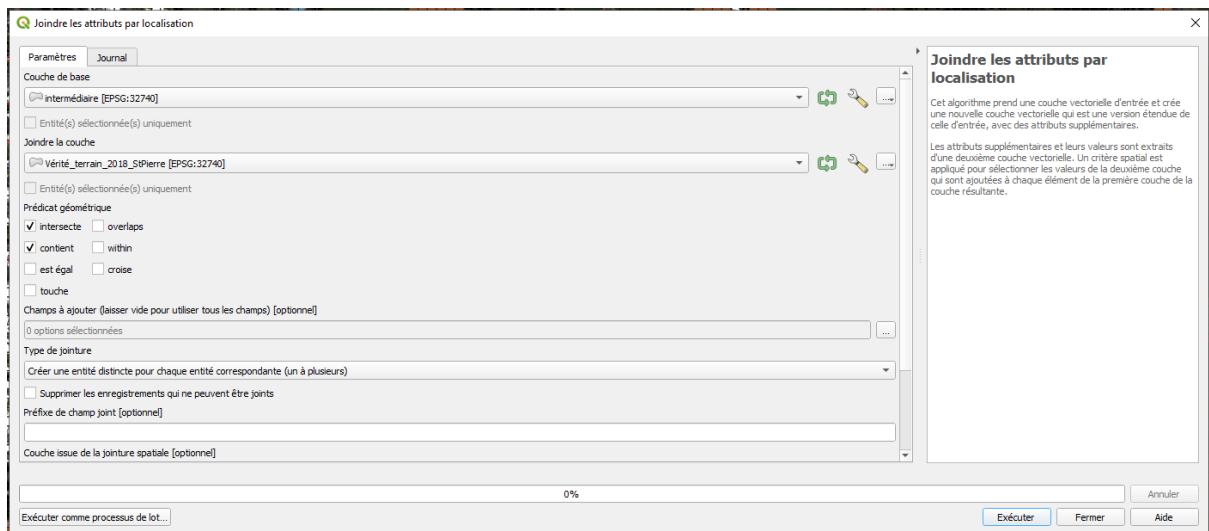 Joindre les attributs par localisation
Paramètres
Journal
Couche de base
intermédiaire [EPSG:32740]
...
Entité(s) sélectionnée(s) uniquement
Joindre la couche
Vérité_terrain_2018_StPierre [EPSG:32740]
...
Entité(s) sélectionnée(s) uniquement
Prédicat géométrique
intersecte
overlaps
contient
within
est égal
croise
touche
Champs à ajouter (laisser vide pour utiliser tous les champs) [optionnel]
0 options sélectionnées
...
Type de jointure
Créer une entité distincte pour chaque entité correspondante (un à plusieurs)
Supprimer les enregistrements qui ne peuvent être joints
Préfixe de champ joint [optionnel]
Couche issue de la jointure spatiale [optionnel]
Joindre les attributs par
localisation
Cet algorithme prend une couche vectorielle d'entrée et crée
une nouvelle couche vectorielle qui est une version étendue de
celle d'entrée, avec des attributs supplémentaires.
Les attributs supplémentaires et leurs valeurs sont extraits
d'une deuxième couche vectorielle. Un critère spatial est
appliqué pour sélectionner les valeurs de la deuxième couche
qui sont ajoutées à chaque élément de la première couche de la
couche résultante.
0%
Annuler
Exécuter comme processus de lot...
Exécuter
Fermer
Aide